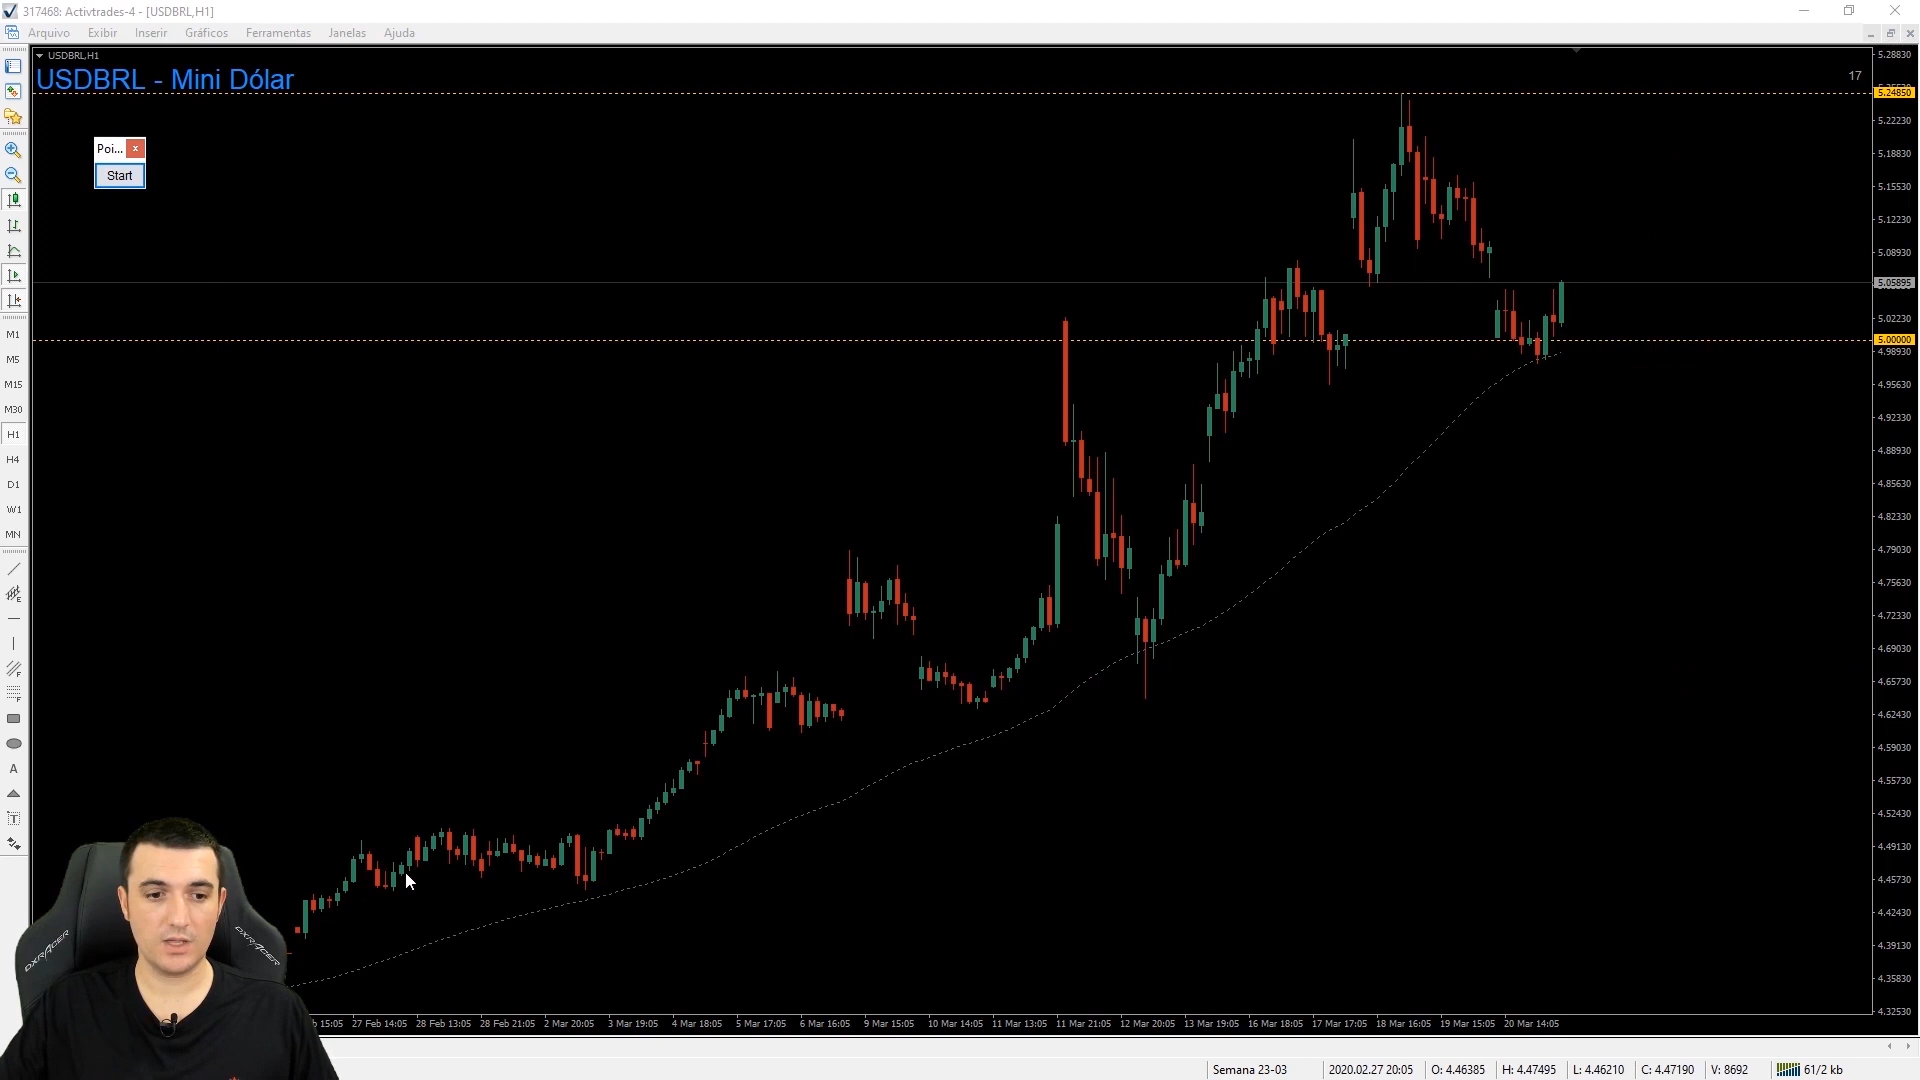 317468: Activtrades-4 - [USDBRL,H1]
Arquivo Exibir Inserir Gráficos Ferramentas Janelas Ajuda
USDBRL,H1
USDBRL - Mini Dólar
17
Poi...
Start
M1
M5
M15
M30
H1
H4
D1
W1
MN
5.28830
5.24850
5.22230
5.18830
5.15530
5.12230
5.08930
5.05895
5.02230
5.00000
4.98930
4.95630
4.92330
4.88930
4.85630
4.82330
4.79030
4.75630
4.72330
4.69030
4.65730
4.62430
4.59030
4.55730
4.52430
4.49130
4.45730
4.42430
4.39130
4.35830
4.32530
DXRACER
DXRACER
15:05 27 Feb 14:05 28 Feb 13:05 28 Feb 21:05 2 Mar 20:05 3 Mar 19:05 4 Mar 18:05 5 Mar 17:05 6 Mar 16:05 9 Mar 15:05 10 Mar 14:05 11 Mar 13:05 11 Mar 21:05 12 Mar 20:05 13 Mar 19:05 16 Mar 18:05 17 Mar 17:05 18 Mar 16:05 19 Mar 15:05 20 Mar 14:05
Semana 23-03 2020.02.27 20:05 O: 4.46385 H: 4.47495 L: 4.46210 C: 4.47190 V: 8692 61/2 kb